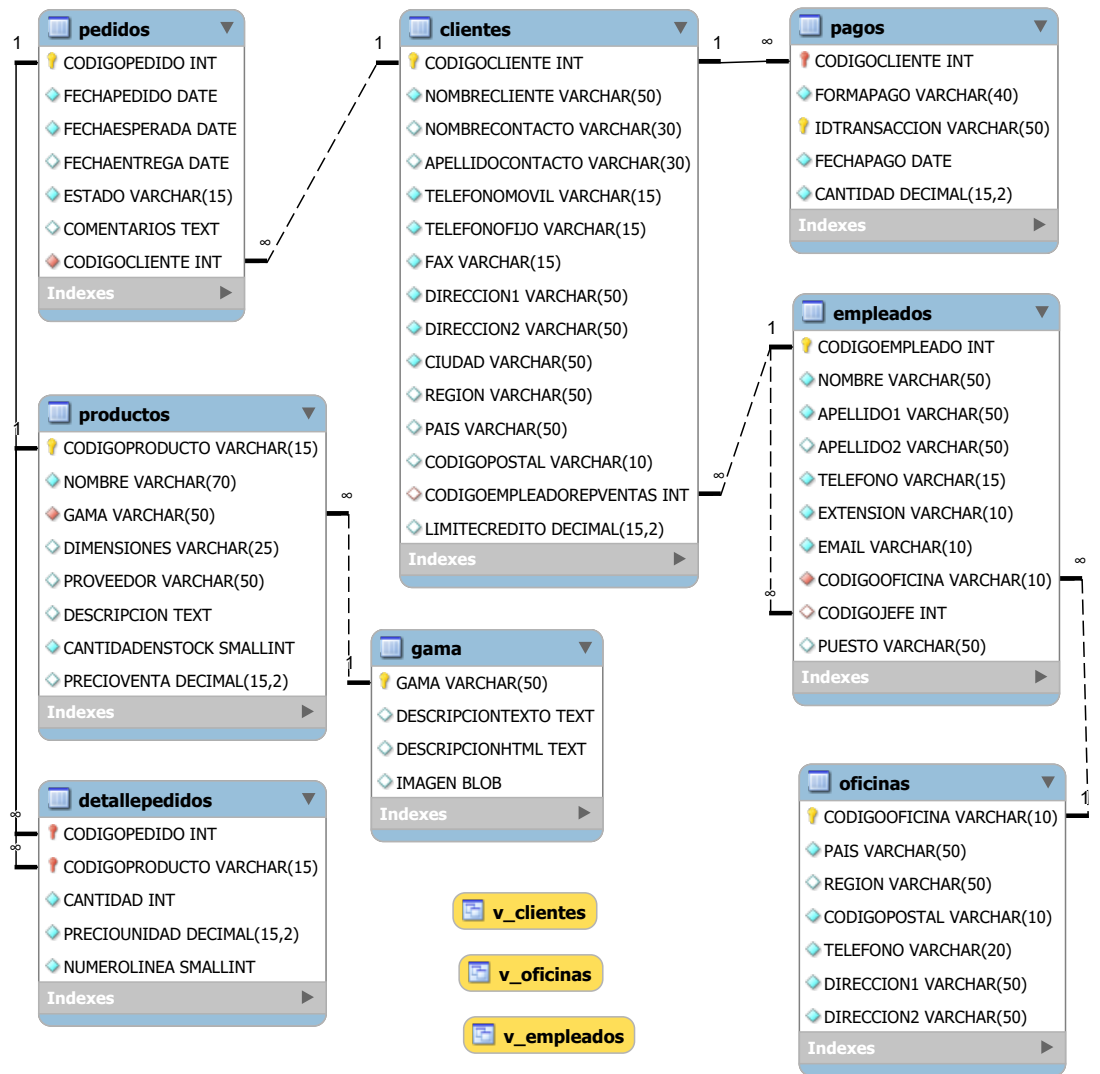 pedidos
CODIGOPEDIDO INT
FECHAPEDIDO DATE
FECHAESPERADA DATE
FECHAENTREGA DATE
ESTADO VARCHAR(15)
COMENTARIOS TEXT
CODIGOCLIENTE INT
Indexes
1
1
∞
clientes
CODIGOCLIENTE INT
NOMBRECLIENTE VARCHAR(50)
NOMBRECONTACTO VARCHAR(30)
APELLIDOCONTACTO VARCHAR(30)
TELEFONOMOVIL VARCHAR(15)
TELEFONOFIJO VARCHAR(15)
FAX VARCHAR(15)
DIRECCION1 VARCHAR(50)
DIRECCION2 VARCHAR(50)
CIUDAD VARCHAR(50)
REGION VARCHAR(50)
PAIS VARCHAR(50)
CODIGOPOSTAL VARCHAR(10)
CODIGOEMPLEADOREPVENTAS INT
LIMITECREDITO DECIMAL(15,2)
Indexes
1
∞
pagos
CODIGOCLIENTE INT
FORMAPAGO VARCHAR(40)
IDTRANSACCION VARCHAR(50)
FECHAPAGO DATE
CANTIDAD DECIMAL(15,2)
Indexes
1
∞
∞
empleados
CODIGOEMPLEADO INT
NOMBRE VARCHAR(50)
APELLIDO1 VARCHAR(50)
APELLIDO2 VARCHAR(50)
TELEFONO VARCHAR(15)
EXTENSION VARCHAR(10)
EMAIL VARCHAR(10)
CODIGOOFICINA VARCHAR(10)
CODIGOJEFE INT
PUESTO VARCHAR(50)
Indexes
∞
1
productos
CODIGOPRODUCTO VARCHAR(15)
NOMBRE VARCHAR(70)
GAMA VARCHAR(50)
DIMENSIONES VARCHAR(25)
PROVEEDOR VARCHAR(50)
DESCRIPCION TEXT
CANTIDADENSTOCK SMALLINT
PRECIOVENTA DECIMAL(15,2)
Indexes
1
∞
1
gama
GAMA VARCHAR(50)
DESCRIPCIONTEXTO TEXT
DESCRIPCIONHTML TEXT
IMAGEN BLOB
Indexes
oficinas
CODIGOOFICINA VARCHAR(10)
PAIS VARCHAR(50)
REGION VARCHAR(50)
CODIGOPOSTAL VARCHAR(10)
TELEFONO VARCHAR(20)
DIRECCION1 VARCHAR(50)
DIRECCION2 VARCHAR(50)
Indexes
detallepedidos
CODIGOPEDIDO INT
CODIGOPRODUCTO VARCHAR(15)
CANTIDAD INT
PRECIOUNIDAD DECIMAL(15,2)
NUMEROLINEA SMALLINT
Indexes
∞
∞
v_clientes
v_oficinas
v_empleados